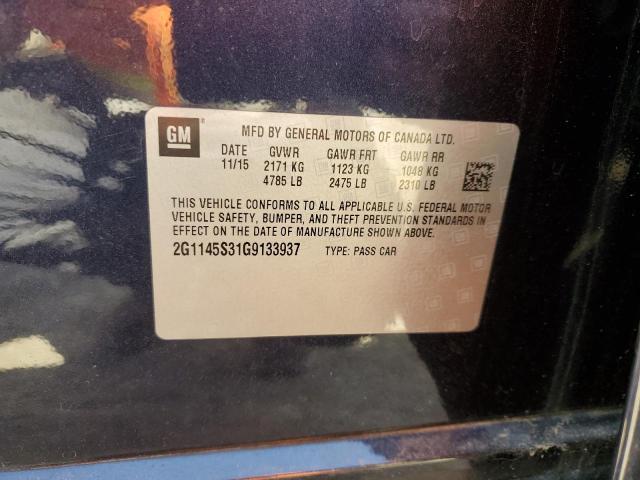 GM ® MFD BY GENERAL MOTORS OF CANADA LTD.
DATE GVWR GAWR FRT GAWR RR
11/15 2171 KG 1123 KG 1048 KG
4785 LB 2475 LB 2310 LB
THIS VEHICLE CONFORMS TO ALL APPLICABLE U.S. FEDERAL MOTOR
VEHICLE SAFETY, BUMPER, AND THEFT PREVENTION STANDARDS IN
EFFECT ON THE DATE OF MANUFACTURE SHOWN ABOVE.
2G1145S31G9133937 TYPE: PASS CAR